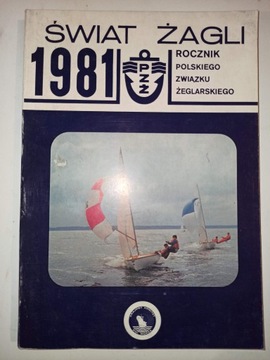 ŚWIAT ŻAGLI
1981
PZŻ
ROCZNIK
POLSKIEGO
ZWIĄZKU
ŻEGLARSKIEGO